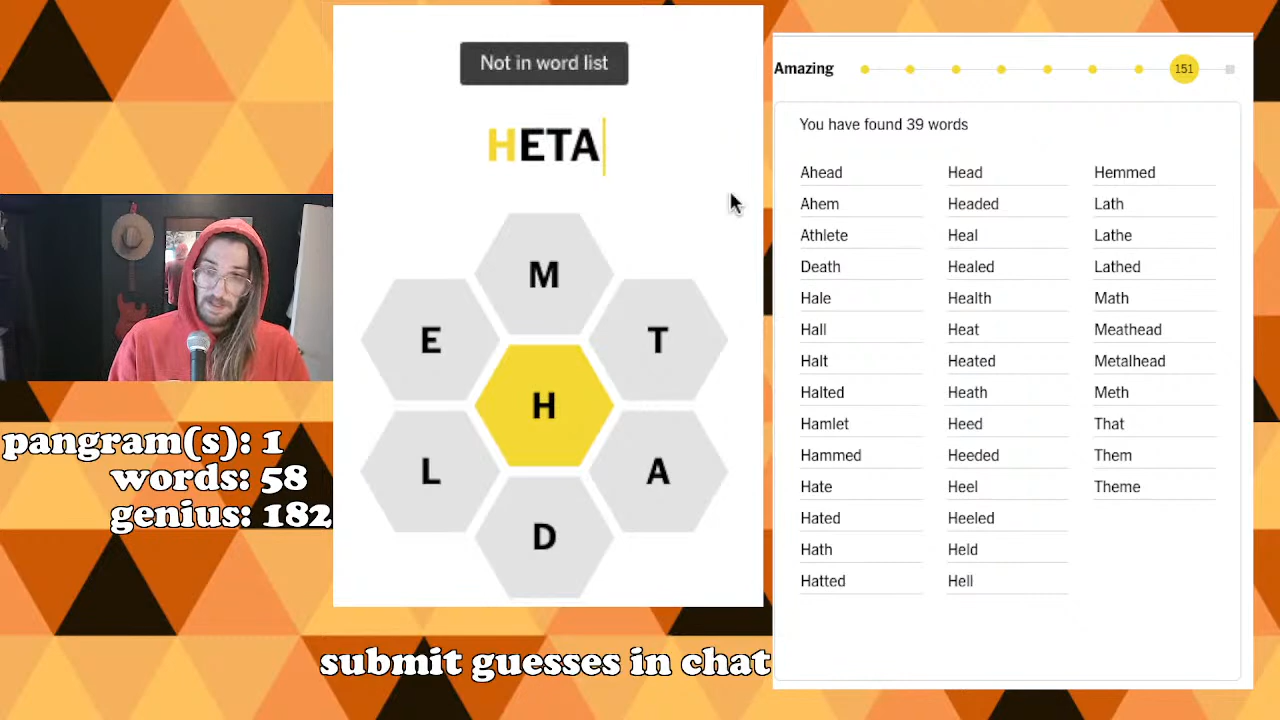 Not in word list
HETA
M
E
T
H
L
A
D
pangram(s): 1
words: 58
genius: 182
submit guesses in chat
Amazing
151
You have found 39 words
Ahead
Ahem
Athlete
Death
Hale
Hall
Halt
Halted
Hamlet
Hammed
Hate
Hated
Hath
Hatted
Head
Headed
Heal
Healed
Health
Heat
Heated
Heath
Heed
Heeded
Heel
Heeled
Held
Hell
Hemmed
Lath
Lathe
Lathed
Math
Meathead
Metalhead
Meth
That
Them
Theme